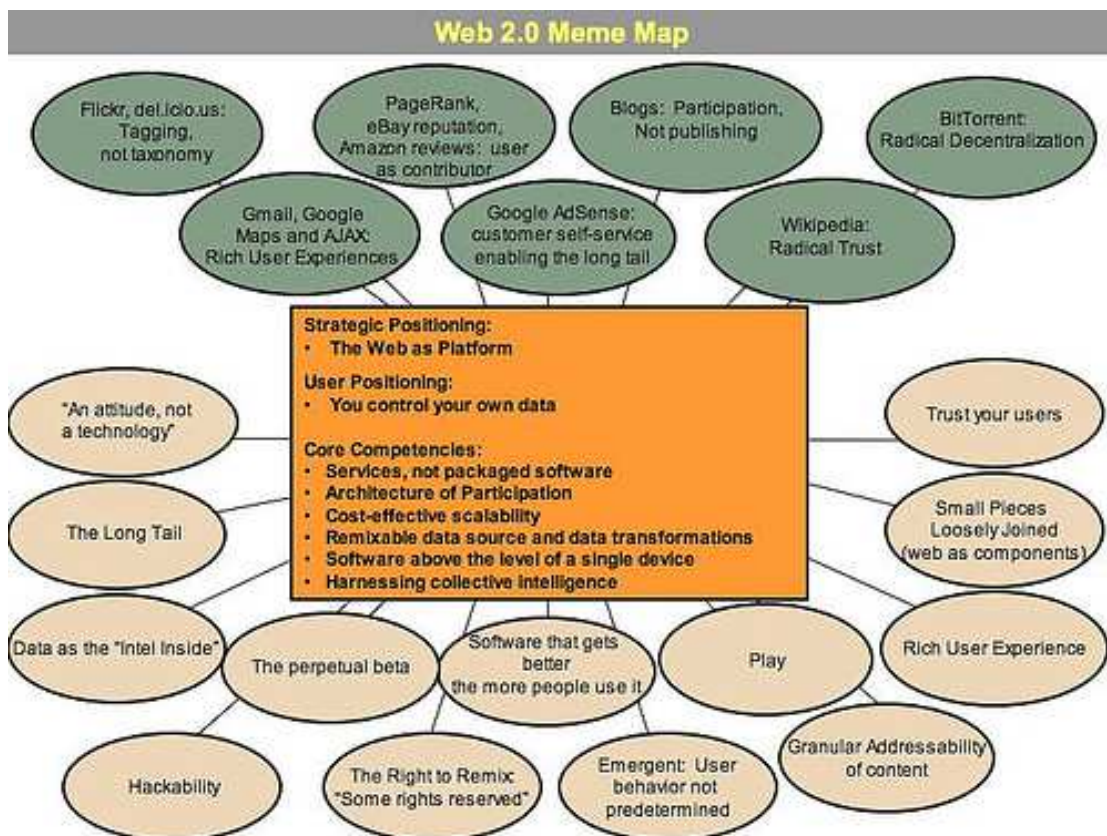 Web 2.0 Meme Map
Flickr, del.icio.us:
Tagging,
not taxonomy
PageRank,
eBay reputation,
Amazon reviews: user
as contributor
Blogs: Participation,
Not publishing
BitTorrent:
Radical Decentralization
Gmail, Google
Maps and AJAX:
Rich User Experiences
Google AdSense:
customer self-service
enabling the long tail
Wikipedia:
Radical Trust
Strategic Positioning:
• The Web as Platform
User Positioning:
• You control your own data
Core Competencies:
• Services, not packaged software
• Architecture of Participation
• Cost-effective scalability
• Remixable data source and data transformations
• Software above the level of a single device
• Harnessing collective intelligence
"An attitude, not
a technology"
Trust your users
The Long Tail
Small Pieces
Loosely Joined
(web as components)
Data as the "Intel Inside"
The perpetual beta
Software that gets
better
the more people use it
Play
Rich User Experience
Hackability
The Right to Remix:
"Some rights reserved"
Emergent: User
behavior not
predetermined
Granular Addressability
of content